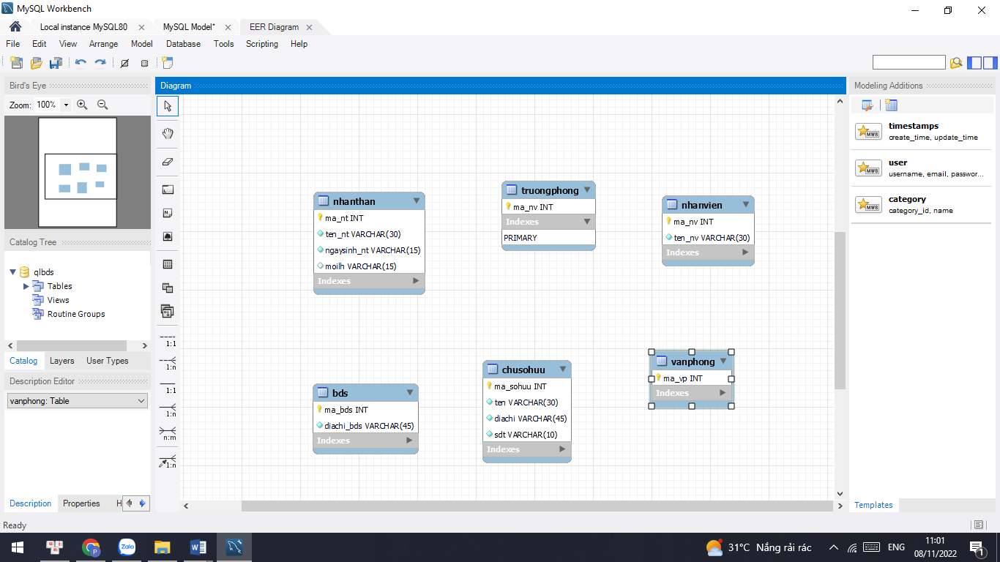 MySQL Workbench
Local instance MySQL80
MySQL Model*
EER Diagram
File Edit View Arrange Model Database Tools Scripting Help
Bird's Eye
Zoom: 100%
Catalog Tree
qlbds
Tables
Views
Routine Groups
Catalog Layers User Types
Description Editor
vanphong: Table
Description Properties H
Ready
Diagram
1:1
1:n
1:1
1:n
n:m
1:n
nhanthan
ma_nt INT
ten_nt VARCHAR(30)
ngaysinh_nt VARCHAR(15)
moilh VARCHAR(15)
Indexes
truongphong
ma_nv INT
Indexes
PRIMARY
nhanvien
ma_nv INT
ten_nv VARCHAR(30)
Indexes
bds
ma_bds INT
diachi_bds VARCHAR(45)
Indexes
chusohuu
ma_sohuu INT
ten VARCHAR(30)
diachi VARCHAR(45)
sdt VARCHAR(10)
Indexes
vanphong
ma_vp INT
Indexes
Modeling Additions
MWB
timestamps
create_time, update_time
MWB
user
username, email, passwor...
MWB
category
category_id, name
Templates
Zalo
31°C Nắng rải rác
ENG
11:01
08/11/2022
1